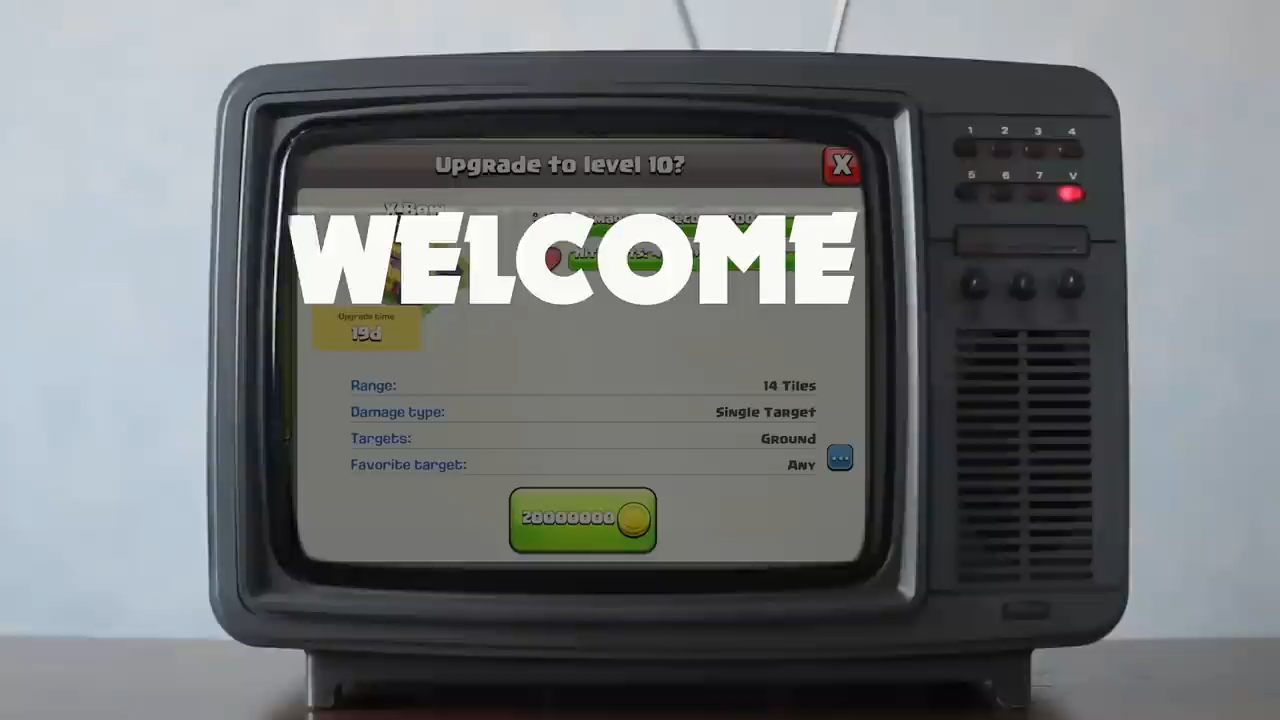 1 2 3 4
5 6 7 V
Upgrade to level 10?
X
X-Bow
WELCOME
Upgrade time
19d
Range: 14 Tiles
Damage type: Single Target
Targets: Ground
Favorite target: Any
20000000